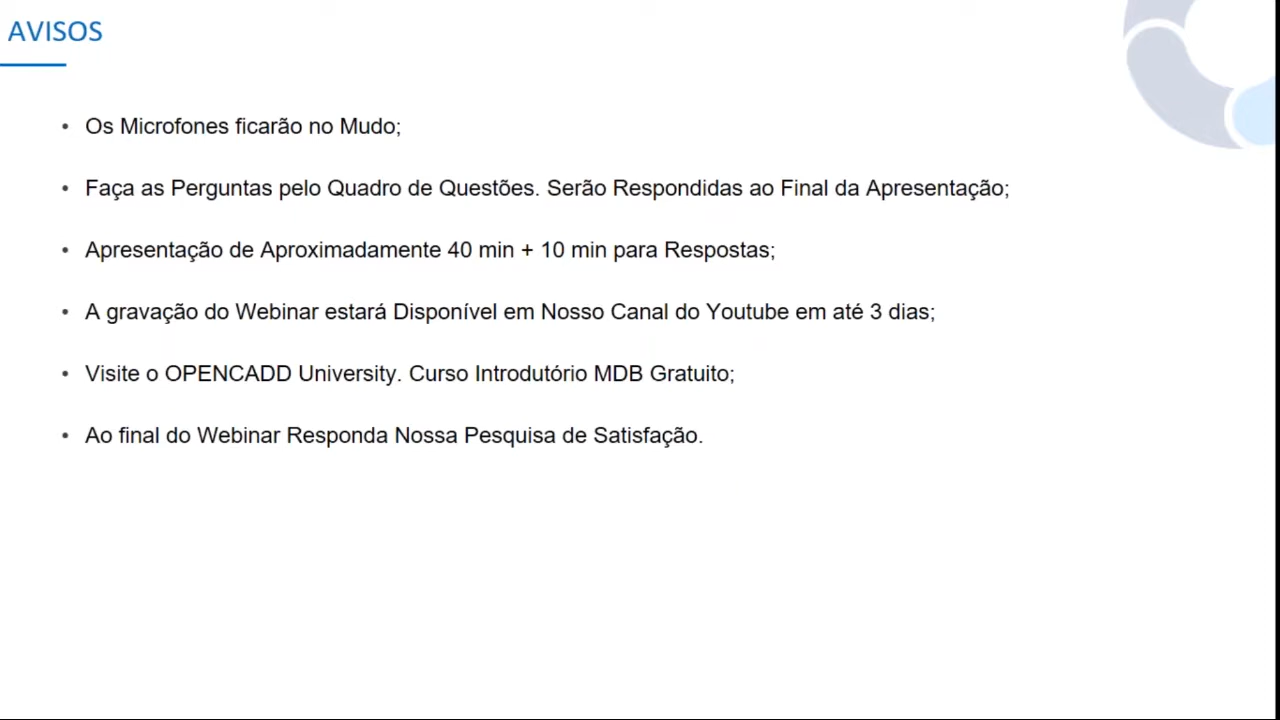 AVISOS
• Os Microfones ficarão no Mudo;
• Faça as Perguntas pelo Quadro de Questões. Serão Respondidas ao Final da Apresentação;
• Apresentação de Aproximadamente 40 min + 10 min para Respostas;
• A gravação do Webinar estará Disponível em Nosso Canal do Youtube em até 3 dias;
• Visite o OPENCADD University. Curso Introdutório MDB Gratuito;
• Ao final do Webinar Responda Nossa Pesquisa de Satisfação.